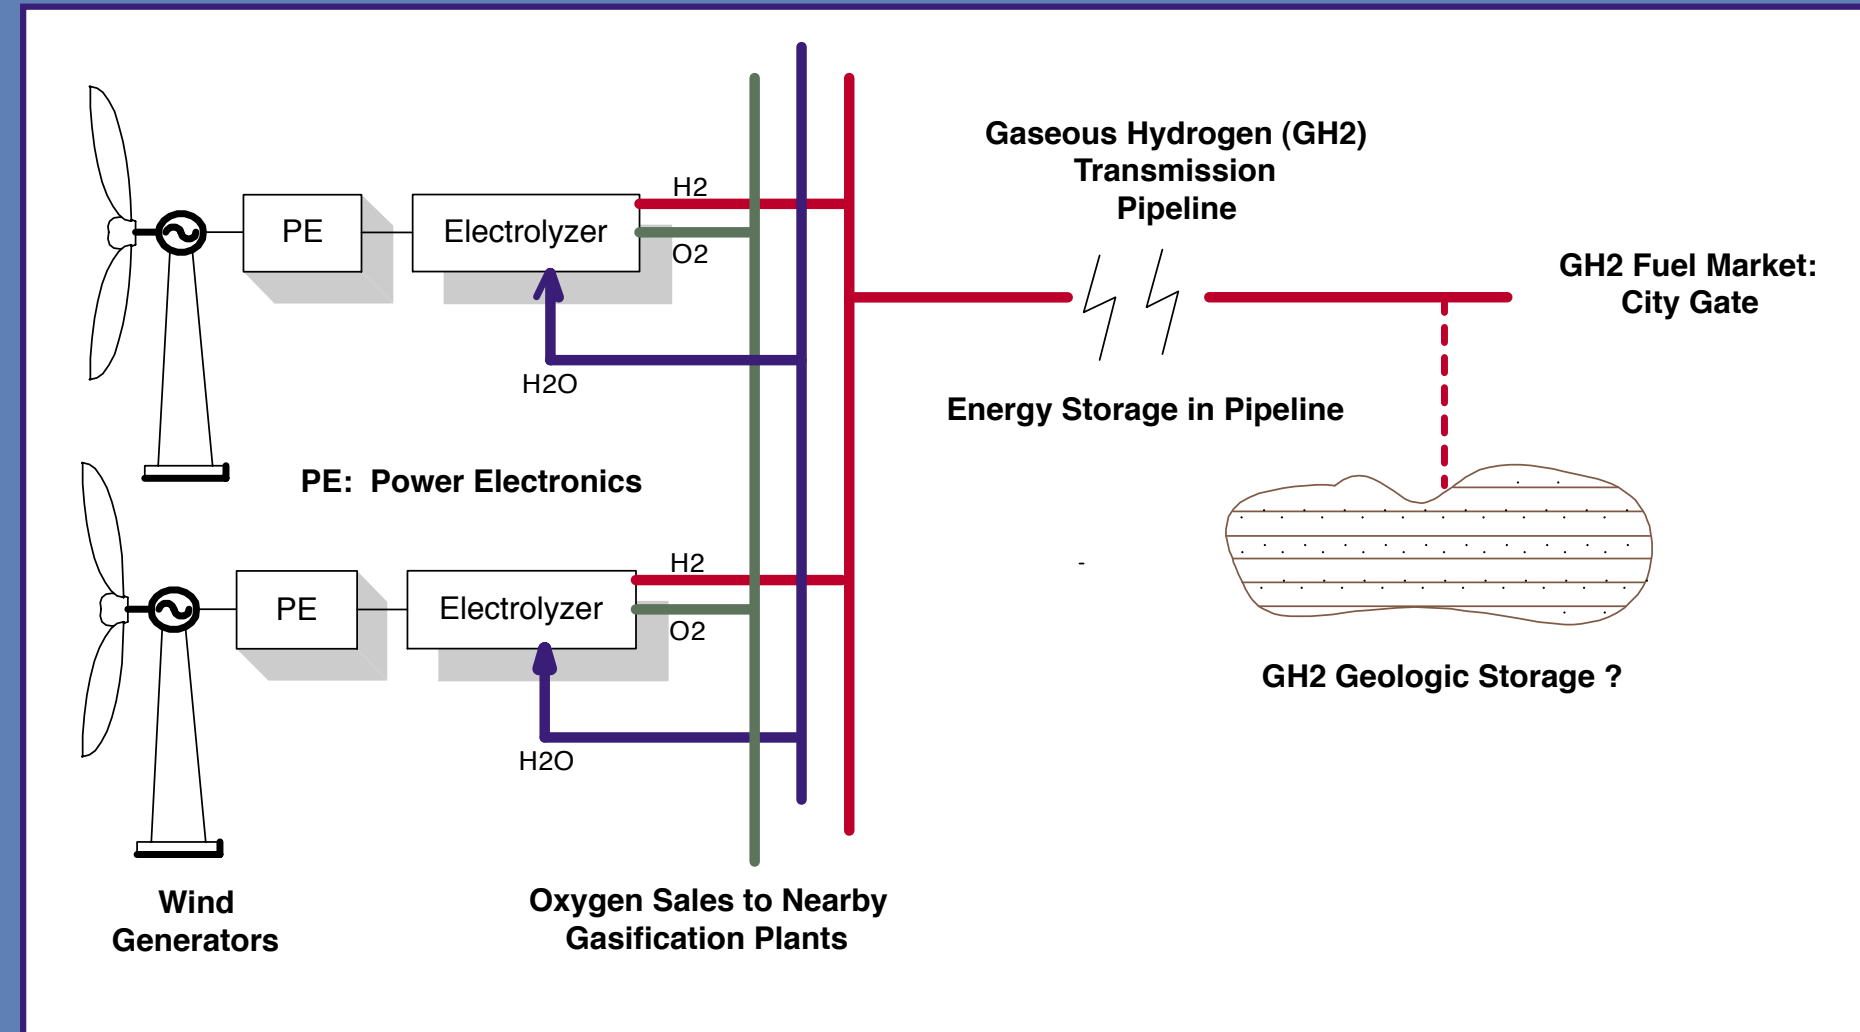 Gaseous Hydrogen (GH2)
Transmission
Pipeline
H2
PE
Electrolyzer
O2
GH2 Fuel Market:
City Gate
H2O
Energy Storage in Pipeline
PE:  Power Electronics
H2
PE
Electrolyzer
O2
-
GH2 Geologic Storage ?
H2O
Wind
Generators
Oxygen Sales to Nearby
Gasification Plants